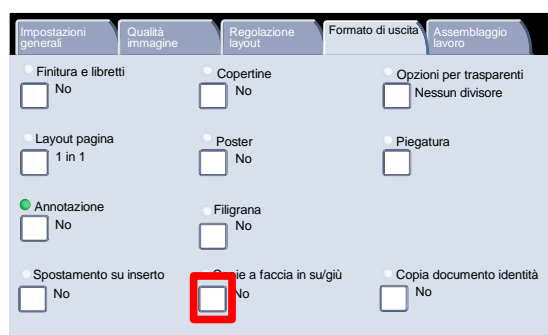 Impostazioni
generali
Qualità
immagine
Regolazione
layout
Formato di uscita
Assemblaggio
lavoro
Finitura e libretti
No
Copertine
No
Opzioni per trasparenti
Nessun divisore
Layout pagina
1 in 1
Poster
No
Piegatura
Annotazione
No
Filigrana
No
Spostamento su inserto
No
Copie a faccia in su/giù
No
Copia documento identità
No